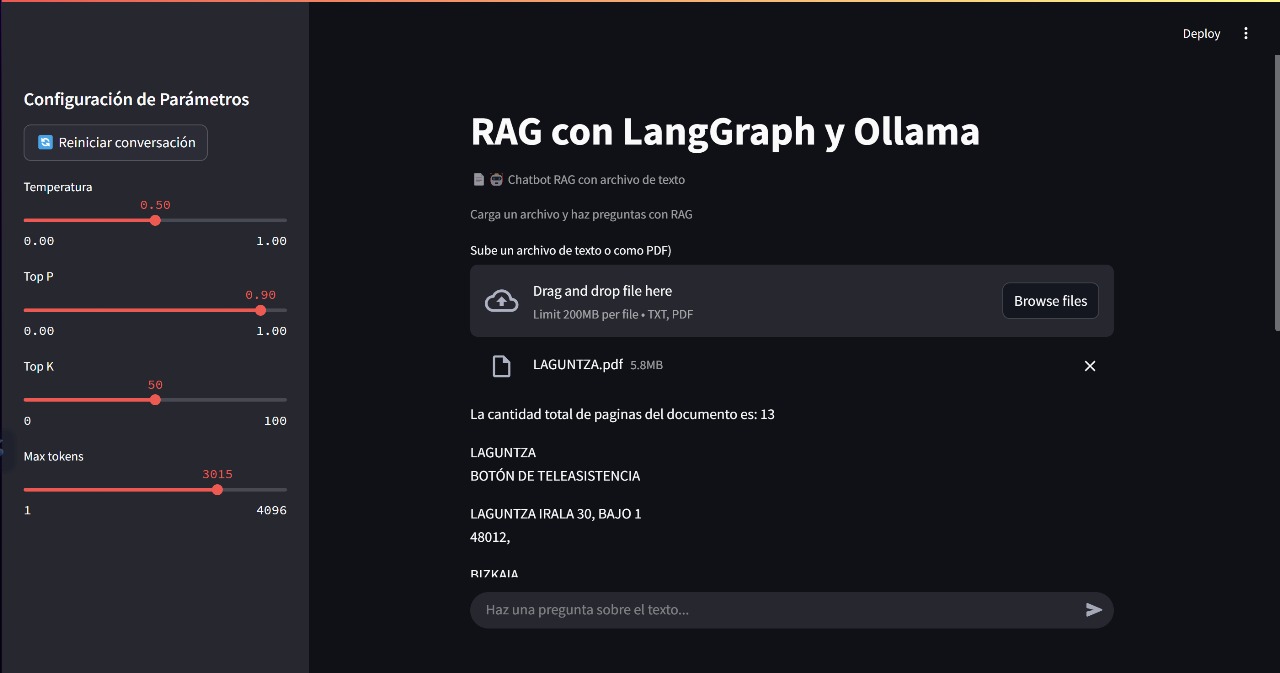 Deploy
Configuración de Parámetros
Reiniciar conversación
Temperatura
0.50
0.00 1.00
Top P
0.90
0.00 1.00
Top K
50
0 100
Max tokens
3015
1 4096
RAG con LangGraph y Ollama
Chatbot RAG con archivo de texto
Carga un archivo y haz preguntas con RAG
Sube un archivo de texto o como PDF)
Drag and drop file here
Limit 200MB per file • TXT, PDF
Browse files
LAGUNTZA.pdf 5.8MB
La cantidad total de paginas del documento es: 13
LAGUNTZA
BOTÓN DE TELEASISTENCIA
LAGUNTZA IRALA 30, BAJO 1
48012,
BIZKAIA
Haz una pregunta sobre el texto...